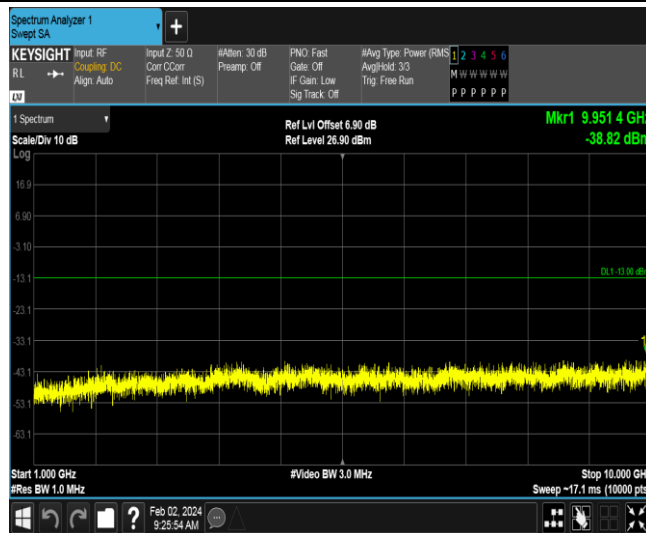 Spectrum Analyzer 1
Swept SA
+
KEYSIGHT
RL
LXI
Input: RF
Coupling: DC
Align: Auto
Input Z: 50 Ω
Corr CCorr
Freq Ref: Int (S)
#Atten: 30 dB
Preamp: Off
PNO: Fast
Gate: Off
IF Gain: Low
Sig Track: Off
#Avg Type: Power (RMS
Avg|Hold: 3/3
Trig: Free Run
1 2 3 4 5 6
M W W W W W
P P P P P P
1 Spectrum
Scale/Div 10 dB
Ref Lvl Offset 6.90 dB
Ref Level 26.90 dBm
Mkr1 9.951 4 GHz
-38.82 dBm
Log
16.9
6.90
-3.10
-13.1
DL1 -13.00 dBm
-23.1
-33.1
1
-43.1
-53.1
-63.1
Start 1.000 GHz
#Video BW 3.0 MHz
Stop 10.000 GH
#Res BW 1.0 MHz
Sweep ~17.1 ms (10000 pts
?
Feb 02, 2024
9:25:54 AM